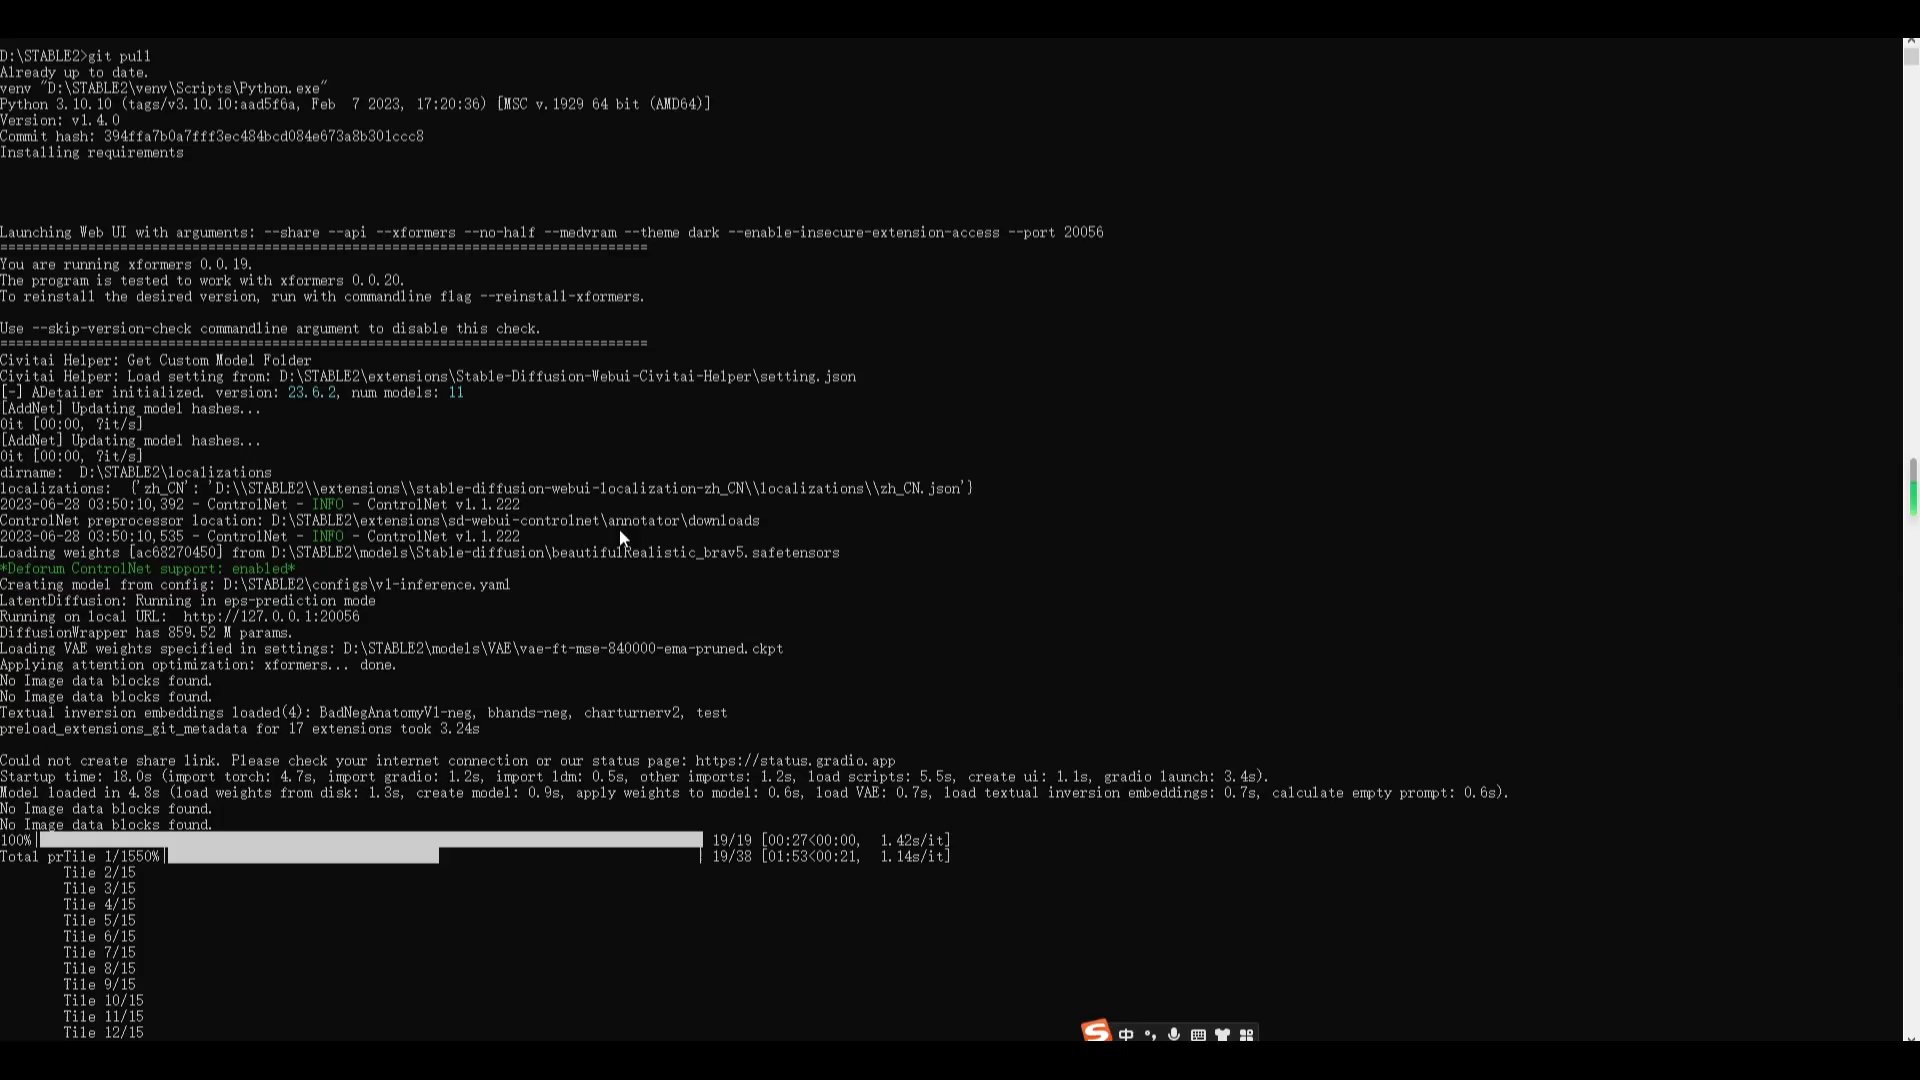 D:\STABLE2>git pull
Already up to date.
venv "D:\STABLE2\venv\Scripts\Python.exe"
Python 3.10.10 (tags/v3.10.10:aad5f6a, Feb  7 2023, 17:20:36) [MSC v.1929 64 bit (AMD64)]
Version: v1.4.0
Commit hash: 394ffa7b0a7fff3ec484bcd084e673a8b301ccc8
Installing requirements
Launching Web UI with arguments: --share --api --xformers --no-half --medvram --theme dark --enable-insecure-extension-access --port 20056
=================================================================================
You are running xformers 0.0.19.
The program is tested to work with xformers 0.0.20.
To reinstall the desired version, run with commandline flag --reinstall-xformers.
Use --skip-version-check commandline argument to disable this check.
=================================================================================
Civitai Helper: Get Custom Model Folder
Civitai Helper: Load setting from: D:\STABLE2\extensions\Stable-Diffusion-Webui-Civitai-Helper\setting.json
[-] ADetailer initialized. version: 23.6.2, num models: 11
[AddNet] Updating model hashes...
0it [00:00, ?it/s]
[AddNet] Updating model hashes...
0it [00:00, ?it/s]
dirname:  D:\STABLE2\localizations
localizations:  {'zh_CN': 'D:\\STABLE2\\extensions\\stable-diffusion-webui-localization-zh_CN\\localizations\\zh_CN.json'}
2023-06-28 03:50:10,392 - ControlNet - INFO - ControlNet v1.1.222
ControlNet preprocessor location: D:\STABLE2\extensions\sd-webui-controlnet\annotator\downloads
2023-06-28 03:50:10,535 - ControlNet - INFO - ControlNet v1.1.222
Loading weights [ac68270450] from D:\STABLE2\models\Stable-diffusion\beautifulRealistic_brav5.safetensors
*Deforum ControlNet support: enabled*
Creating model from config: D:\STABLE2\configs\v1-inference.yaml
LatentDiffusion: Running in eps-prediction mode
Running on local URL:  http://127.0.0.1:20056
DiffusionWrapper has 859.52 M params.
Loading VAE weights specified in settings: D:\STABLE2\models\VAE\vae-ft-mse-840000-ema-pruned.ckpt
Applying attention optimization: xformers... done.
No Image data blocks found.
No Image data blocks found.
Textual inversion embeddings loaded(4): BadNegAnatomyV1-neg, bhands-neg, charturnerv2, test
preload_extensions_git_metadata for 17 extensions took 3.24s
Could not create share link. Please check your internet connection or our status page: https://status.gradio.app
Startup time: 18.0s (import torch: 4.7s, import gradio: 1.2s, import ldm: 0.5s, other imports: 1.2s, load scripts: 5.5s, create ui: 1.1s, gradio launch: 3.4s).
Model loaded in 4.8s (load weights from disk: 1.3s, create model: 0.9s, apply weights to model: 0.6s, load VAE: 0.7s, load textual inversion embeddings: 0.7s, calculate empty prompt: 0.6s).
No Image data blocks found.
No Image data blocks found.
100%| | 19/19 [00:27<00:00,  1.42s/it]
Total prTile 1/1550%| | 19/38 [01:53<00:21,  1.14s/it]
Tile 2/15
Tile 3/15
Tile 4/15
Tile 5/15
Tile 6/15
Tile 7/15
Tile 8/15
Tile 9/15
Tile 10/15
Tile 11/15
Tile 12/15
S 中